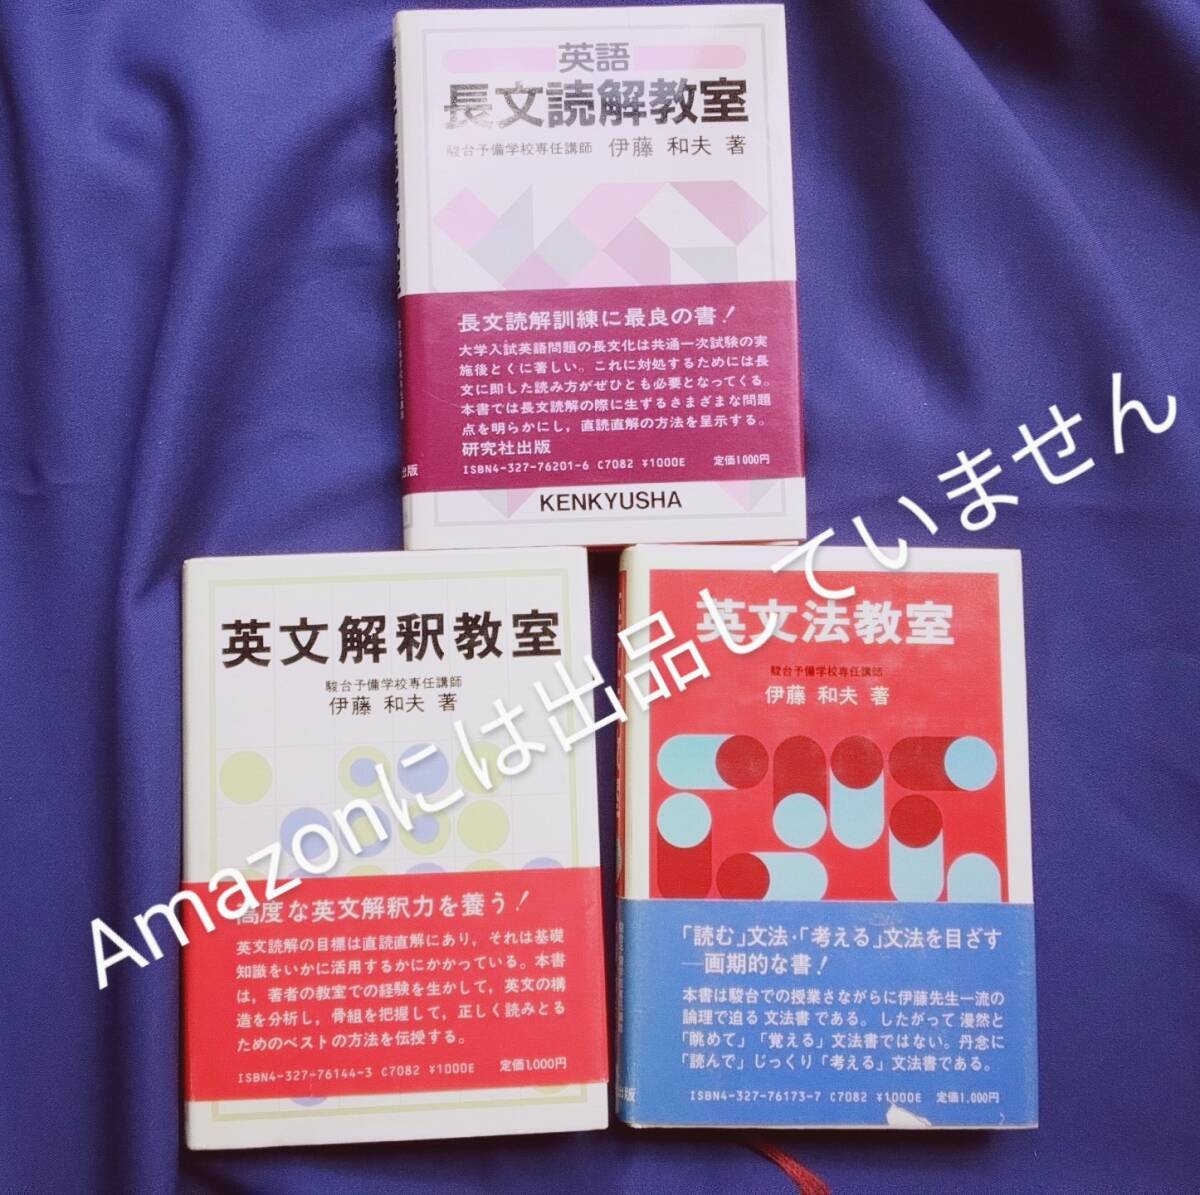 英語
長文読解教室
駿台予備学校専任講師 伊藤 和夫 著
長文読解訓練に最良の書!
大学入試英語問題の長文化は共通一次試験の実
施後とくに著しい。これに対処するためには長
文に即した読み方がぜひとも必要となってくる。
本書では長文読解の際に生ずるさまざまな問題
点を明らかにし,直読直解の方法を呈示する。
研究社出版
ISBN4-327-76201-6 C7082 ¥1000E 定価1000円
出版
KENKYUSHA
英文解釈教室
駿台予備学校専任講師
伊藤 和夫 著
高度な英文解釈力を養う!
英文読解の目標は直読直解にあり,それは基礎
知識をいかに活用するかにかかっている。本書
は,著者の教室での経験を生かして,英文の構
造を分析し,骨組を把握して,正しく読みとる
ためのベストの方法を伝授する。
ISBN4-327-76144-3 C7082 ¥1000E 定価1,000円
英文法教室
駿台予備学校専任講師
伊藤 和夫 著
「読む」文法・「考える」文法を目ざす
—画期的な書!
本書は駿台での授業さながらに伊藤先生一流の
論理で迫る文法書である。したがって漫然と
「眺めて」「覚える」文法書ではない。丹念に
「読んで」じっくり「考える」文法書である。
ISBN4-327-76173-7 C7082 ¥1000E 定価1,000円
出版
Amazonには出品していません